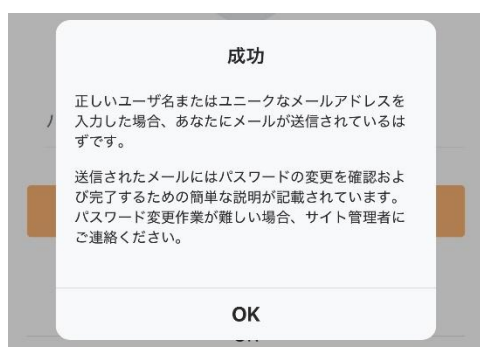 成功
正しいユーザ名またはユニークなメールアドレスを
入力した場合、あなたにメールが送信されているは
ずです。
送信されたメールにはパスワードの変更を確認およ
び完了するための簡単な説明が記載されています。
パスワード変更作業が難しい場合、サイト管理者に
ご連絡ください。
OK